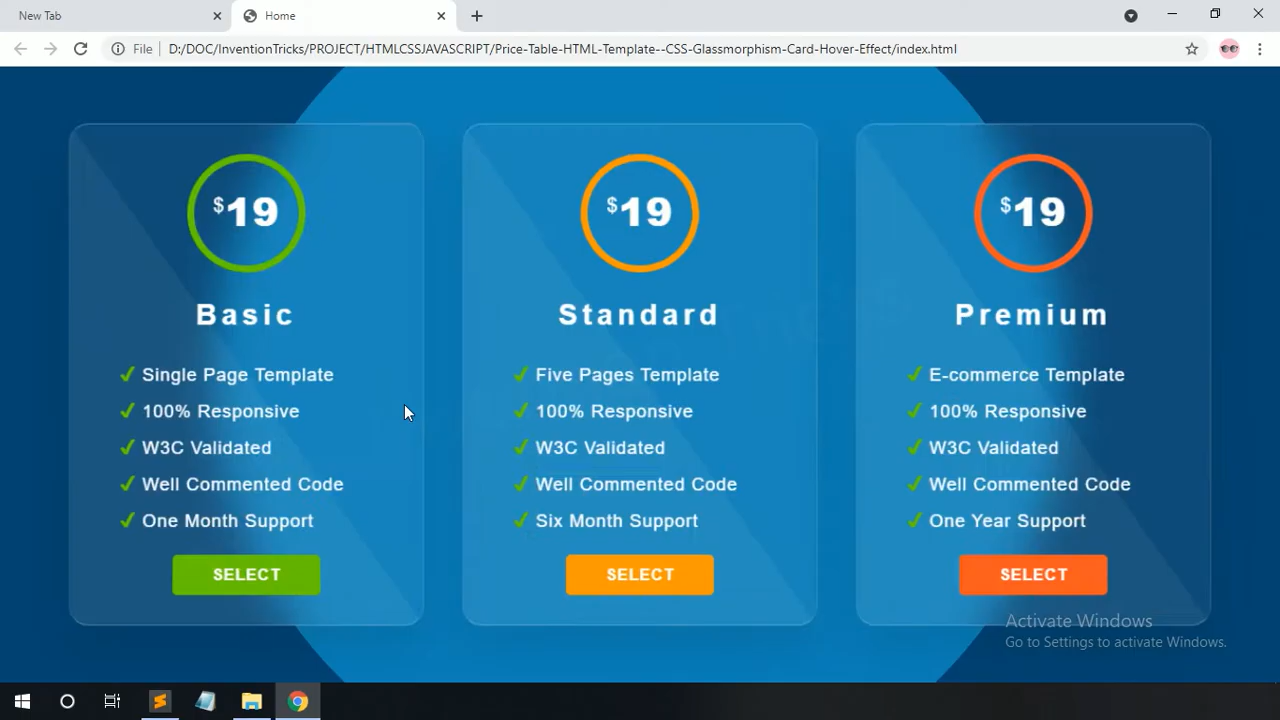 New Tab
Home
File
D:/DOC/InventionTricks/PROJECT/HTMLCSSJAVASCRIPT/Price-Table-HTML-Template--CSS-Glassmorphism-Card-Hover-Effect/index.html
$19
Basic
✔ Single Page Template
✔ 100% Responsive
✔ W3C Validated
✔ Well Commented Code
✔ One Month Support
SELECT
$19
Standard
✔ Five Pages Template
✔ 100% Responsive
✔ W3C Validated
✔ Well Commented Code
✔ Six Month Support
SELECT
$19
Premium
✔ E-commerce Template
✔ 100% Responsive
✔ W3C Validated
✔ Well Commented Code
✔ One Year Support
SELECT
Activate Windows
Go to Settings to activate Windows.